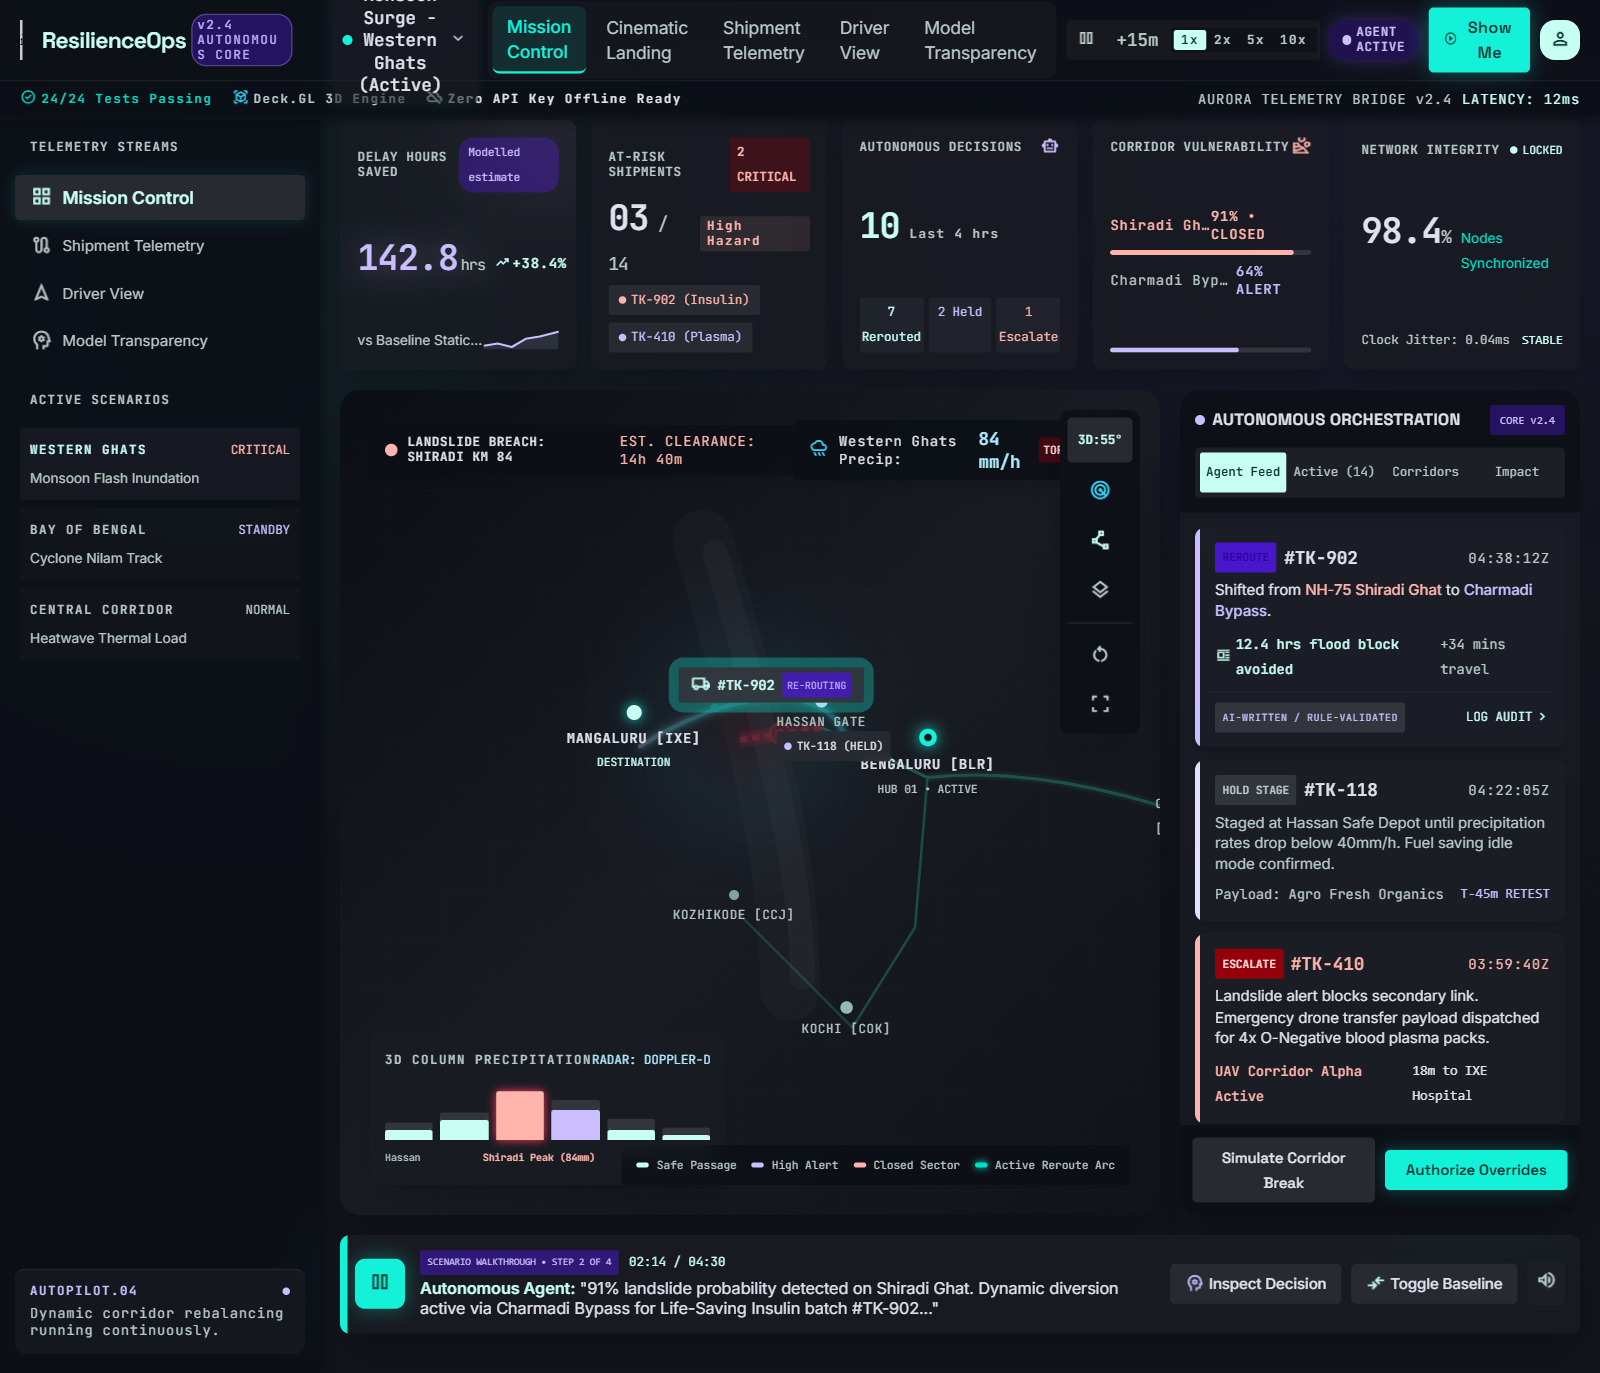 Monsoon
Surge -
Western
Ghats
(Active)
ResilienceOps
v2.4
AUTONOMOU
S CORE
Mission
Control
Cinematic
Landing
Shipment
Telemetry
Driver
View
Model
Transparency
+15m
1x 2x 5x 10x
AGENT
ACTIVE
Show
Me
24/24 Tests Passing
Deck.GL 3D Engine
Zero API Key Offline Ready
AURORA TELEMETRY BRIDGE v2.4 LATENCY: 12ms
TELEMETRY STREAMS
Mission Control
Shipment Telemetry
Driver View
Model Transparency
ACTIVE SCENARIOS
WESTERN GHATS CRITICAL
Monsoon Flash Inundation
BAY OF BENGAL STANDBY
Cyclone Nilam Track
CENTRAL CORRIDOR NORMAL
Heatwave Thermal Load
AUTOPILOT.04
Dynamic corridor rebalancing
running continuously.
DELAY HOURS
SAVED
Modelled
estimate
142.8 hrs +38.4%
vs Baseline Static...
AT-RISK
SHIPMENTS
2
CRITICAL
03 /
14
High
Hazard
TK-902 (Insulin)
TK-410 (Plasma)
AUTONOMOUS DECISIONS
10 Last 4 hrs
7
Rerouted
2 Held
1
Escalate
CORRIDOR VULNERABILITY
Shiradi Gh…
91% •
CLOSED
Charmadi Byp…
64%
ALERT
NETWORK INTEGRITY LOCKED
98.4%
Nodes
Synchronized
Clock Jitter: 0.04ms STABLE
LANDSLIDE BREACH:
SHIRADI KM 84
EST. CLEARANCE:
14h 40m
Western Ghats
Precip:
84
mm/h
TOR
3D:55°
#TK-902 RE-ROUTING
HASSAN GATE
MANGALURU [IXE]
DESTINATION
TK-118 (HELD)
BENGALURU [BLR]
HUB 01 • ACTIVE
KOZHIKODE [CCJ]
KOCHI [COK]
3D COLUMN PRECIPITATION RADAR: DOPPLER-D
Hassan
Shiradi Peak (84mm)
Safe Passage
High Alert
Closed Sector
Active Reroute Arc
AUTONOMOUS ORCHESTRATION
CORE v2.4
Agent Feed
Active (14)
Corridors
Impact
REROUTE #TK-902 04:38:12Z
Shifted from NH-75 Shiradi Ghat to Charmadi
Bypass.
12.4 hrs flood block
avoided
+34 mins
travel
AI-WRITTEN / RULE-VALIDATED
LOG AUDIT
HOLD STAGE #TK-118 04:22:05Z
Staged at Hassan Safe Depot until precipitation
rates drop below 40mm/h. Fuel saving idle
mode confirmed.
Payload: Agro Fresh Organics T-45m RETEST
ESCALATE #TK-410 03:59:40Z
Landslide alert blocks secondary link.
Emergency drone transfer payload dispatched
for 4x O-Negative blood plasma packs.
UAV Corridor Alpha
Active
18m to IXE
Hospital
Simulate Corridor
Break
Authorize Overrides
SCENARIO WALKTHROUGH • STEP 2 OF 4 02:14 / 04:30
Autonomous Agent: "91% landslide probability detected on Shiradi Ghat. Dynamic diversion
active via Charmadi Bypass for Life-Saving Insulin batch #TK-902..."
Inspect Decision
Toggle Baseline